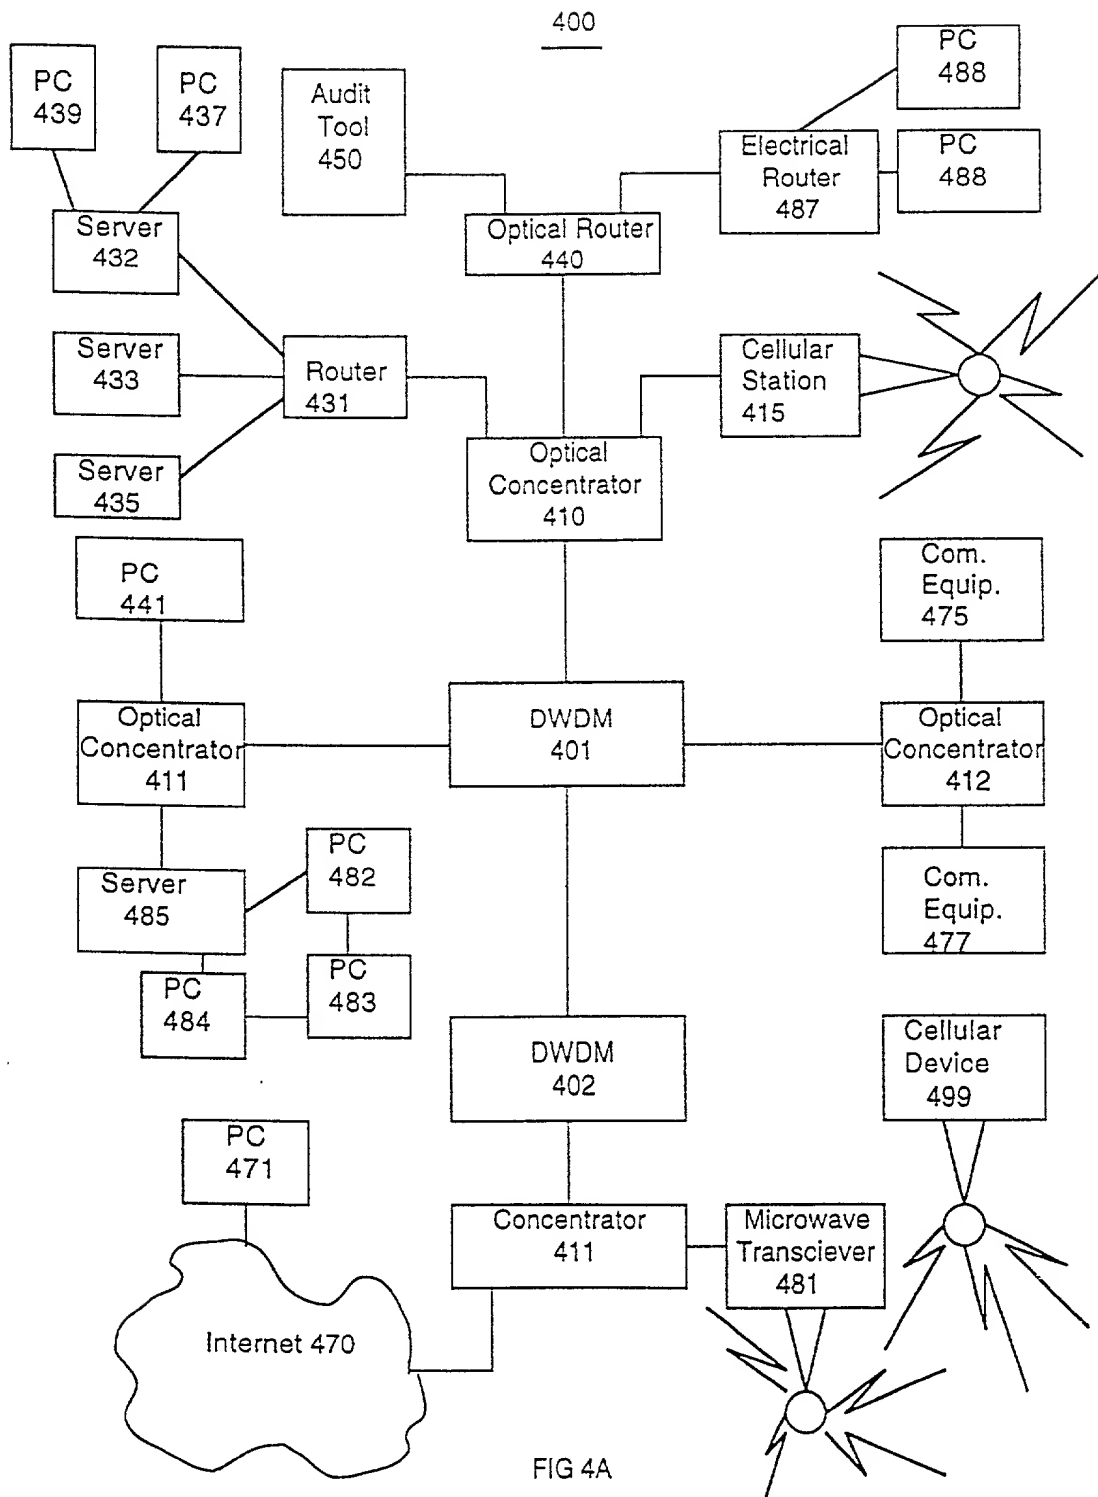 400
PC
439
PC
437
Audit
Tool
450
PC
488
Electrical
Router
487
PC
488
Server
432
Optical Router
440
Server
433
Router
431
Cellular
Station
415
Server
435
Optical
Concentrator
410
PC
441
Com.
Equip.
475
Optical
Concentrator
411
DWDM
401
Optical
Concentrator
412
PC
482
Server
485
Com.
Equip.
477
PC
483
PC
484
DWDM
402
Cellular
Device
499
PC
471
Concentrator
411
Microwave
Transciever
481
Internet 470
FIG 4A